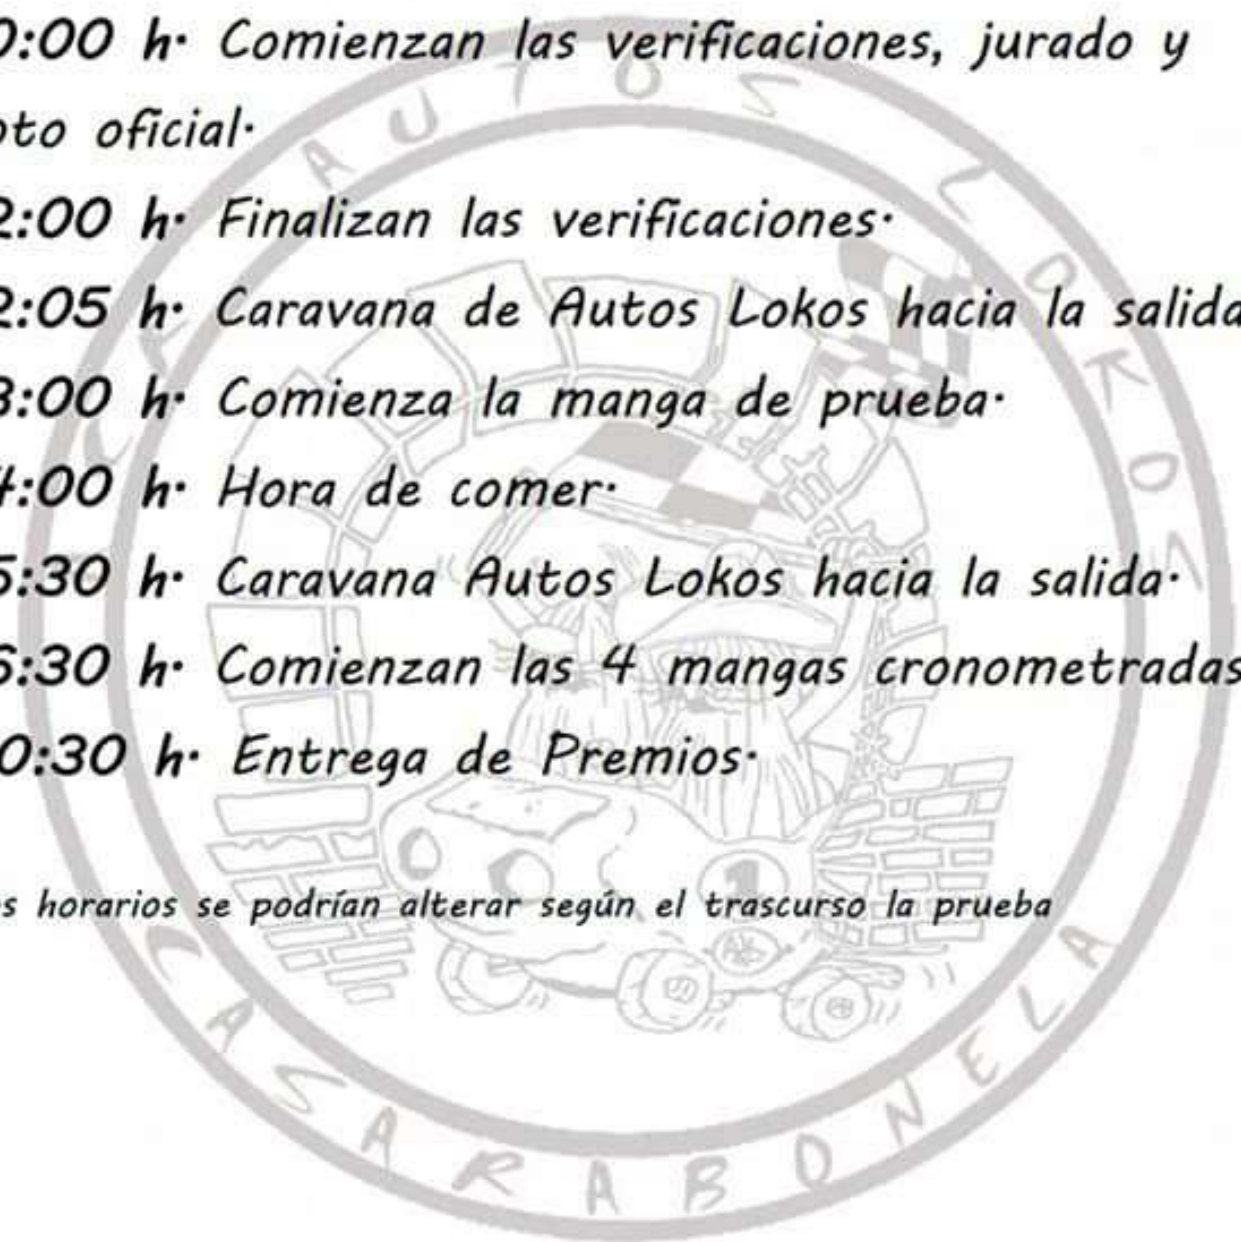 0:00 h. Comienzan las verificaciones, jurado y
oto oficial.
2:00 h. Finalizan las verificaciones.
2:05 h. Caravana de Autos Lokos hacia la salida
3:00 h. Comienza la manga de prueba.
4:00 h. Hora de comer.
5:30 h. Caravana Autos Lokos hacia la salida.
6:30 h. Comienzan las 4 mangas cronometradas
0:30 h. Entrega de Premios.
os horarios se podrían alterar según el trascurso la prueba
AUTOS LOKOS
CASARABONELA
1